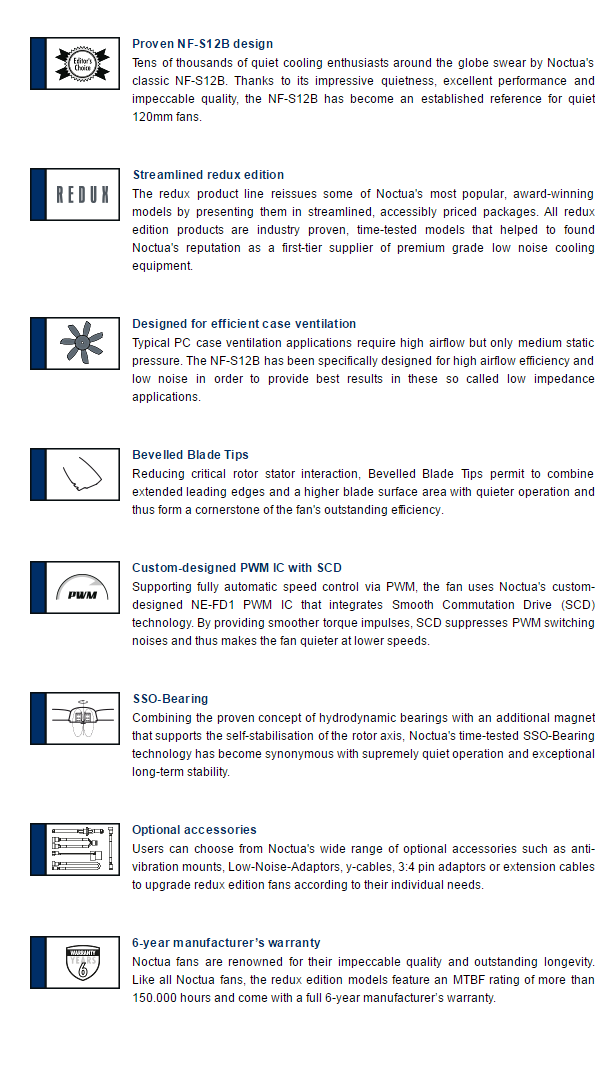 Proven NF-S12B design
Editor's
Choice
Tens of thousands of quiet cooling enthusiasts around the globe swear by Noctua's
classic NF-S12B. Thanks to its impressive quietness, excellent performance and
impeccable quality, the NF-S12B has become an established reference for quiet
120mm fans.
Streamlined redux edition
REDUX
The redux product line reissues some of Noctua's most popular, award-winning
models by presenting them in streamlined, accessibly priced packages. All redux
edition products are industry proven, time-tested models that helped to found
Noctua's reputation as a first-tier supplier of premium grade low noise cooling
equipment.
Designed for efficient case ventilation
Typical PC case ventilation applications require high airflow but only medium static
pressure. The NF-S12B has been specifically designed for high airflow efficiency and
low noise in order to provide best results in these so called low impedance
applications.
Bevelled Blade Tips
Reducing critical rotor stator interaction, Bevelled Blade Tips permit to combine
extended leading edges and a higher blade surface area with quieter operation and
thus form a cornerstone of the fan's outstanding efficiency.
Custom-designed PWM IC with SCD
PWM
Supporting fully automatic speed control via PWM, the fan uses Noctua's custom-
designed NE-FD1 PWM IC that integrates Smooth Commutation Drive (SCD)
technology. By providing smoother torque impulses, SCD suppresses PWM switching
noises and thus makes the fan quieter at lower speeds.
SSO-Bearing
Combining the proven concept of hydrodynamic bearings with an additional magnet
that supports the self-stabilisation of the rotor axis, Noctua's time-tested SSO-Bearing
technology has become synonymous with supremely quiet operation and exceptional
long-term stability.
Optional accessories
Users can choose from Noctua's wide range of optional accessories such as anti-
vibration mounts, Low-Noise-Adaptors, y-cables, 3:4 pin adaptors or extension cables
to upgrade redux edition fans according to their individual needs.
6-year manufacturer's warranty
WARRANTY
YEARS
6
Noctua fans are renowned for their impeccable quality and outstanding longevity.
Like all Noctua fans, the redux edition models feature an MTBF rating of more than
150.000 hours and come with a full 6-year manufacturer's warranty.